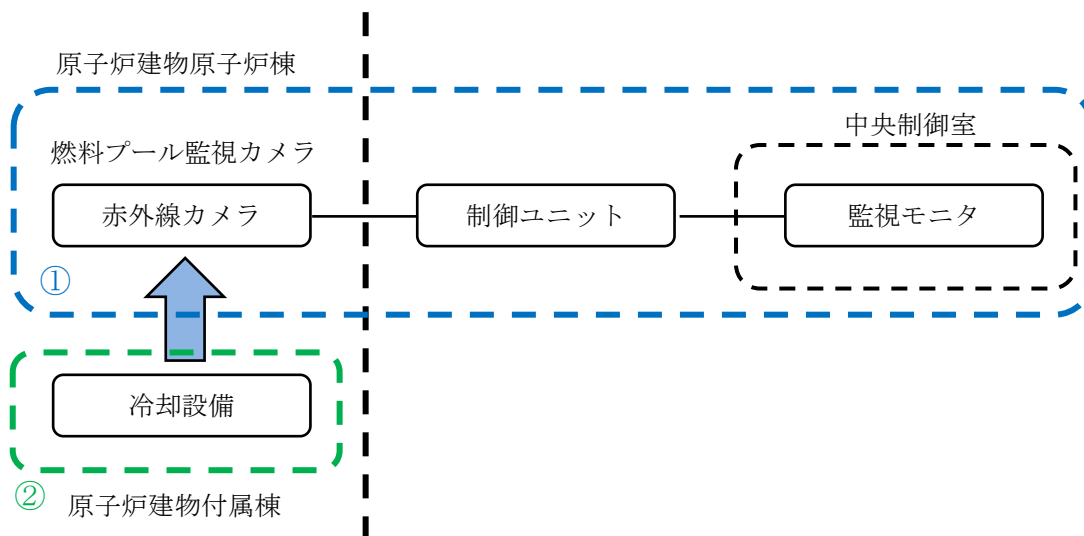 原子炉建物原子炉棟
中央制御室
燃料プール監視カメラ
赤外線カメラ
制御ユニット
監視モニタ
①
冷却設備
②
原子炉建物付属棟